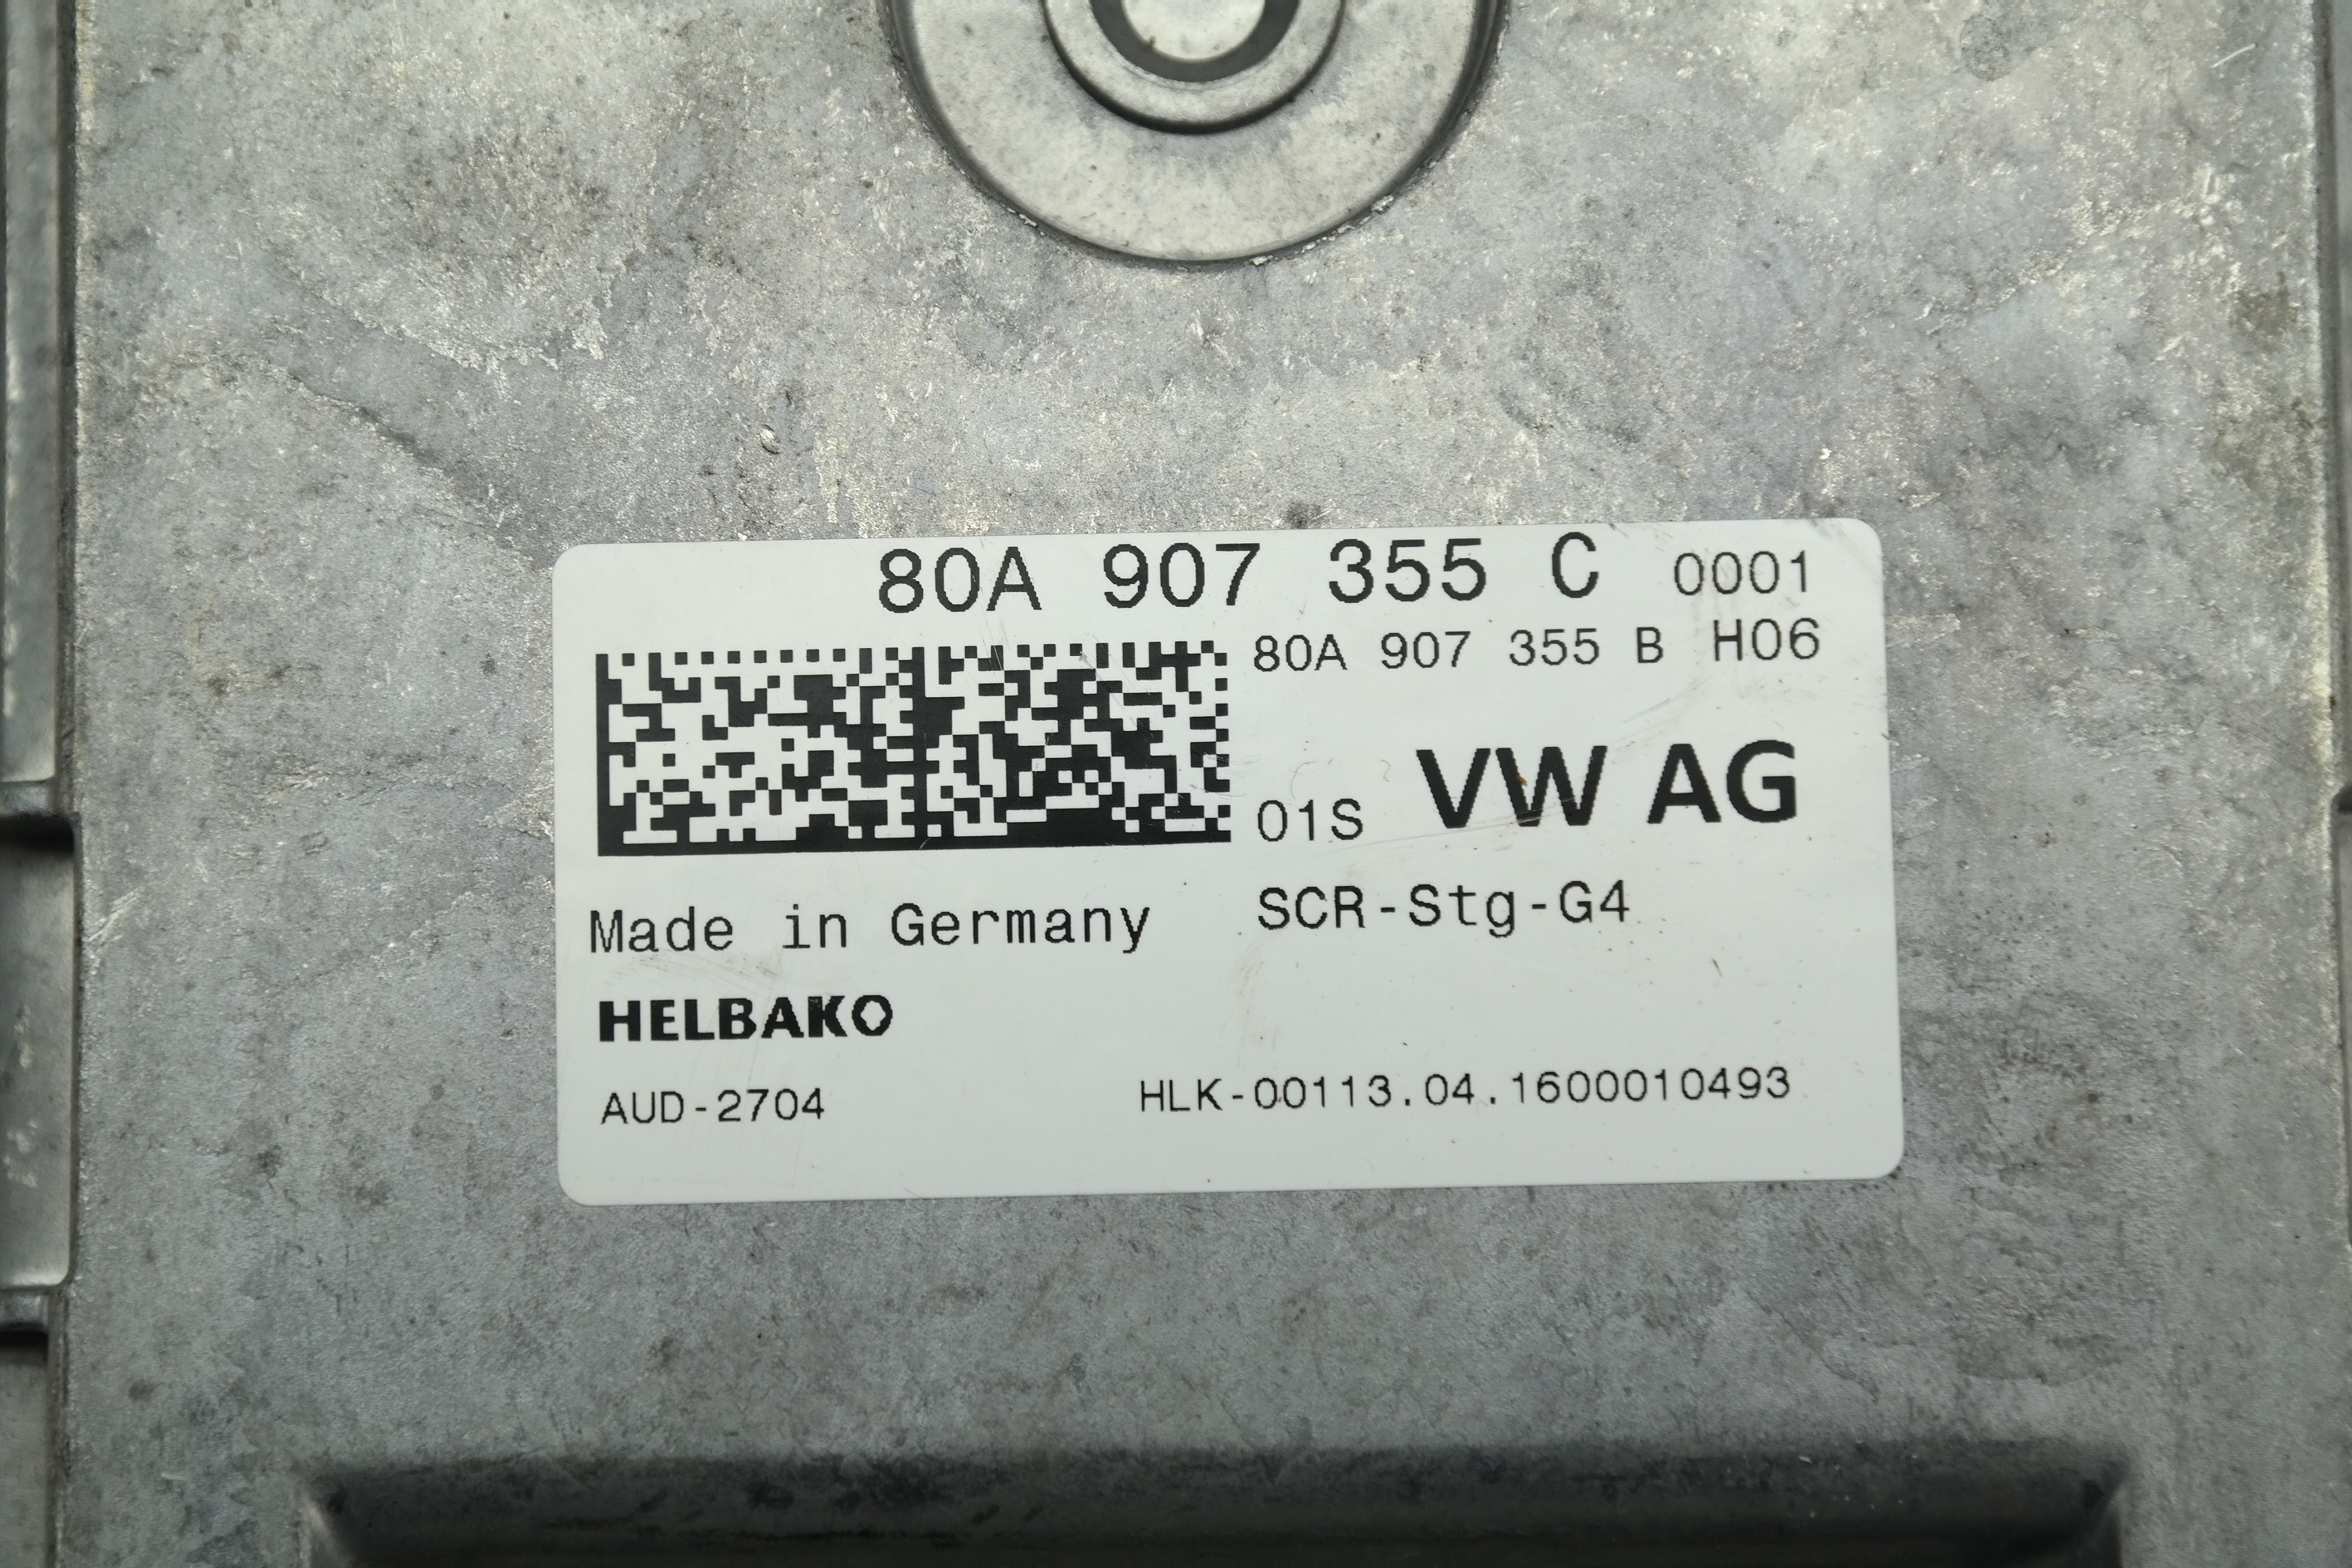 80A 907 355 C 0001
80A 907 355 B H06
01S VW AG
Made in Germany SCR-Stg-G4
HELBAKO
AUD-2704 HLK-00113.04.1600010493